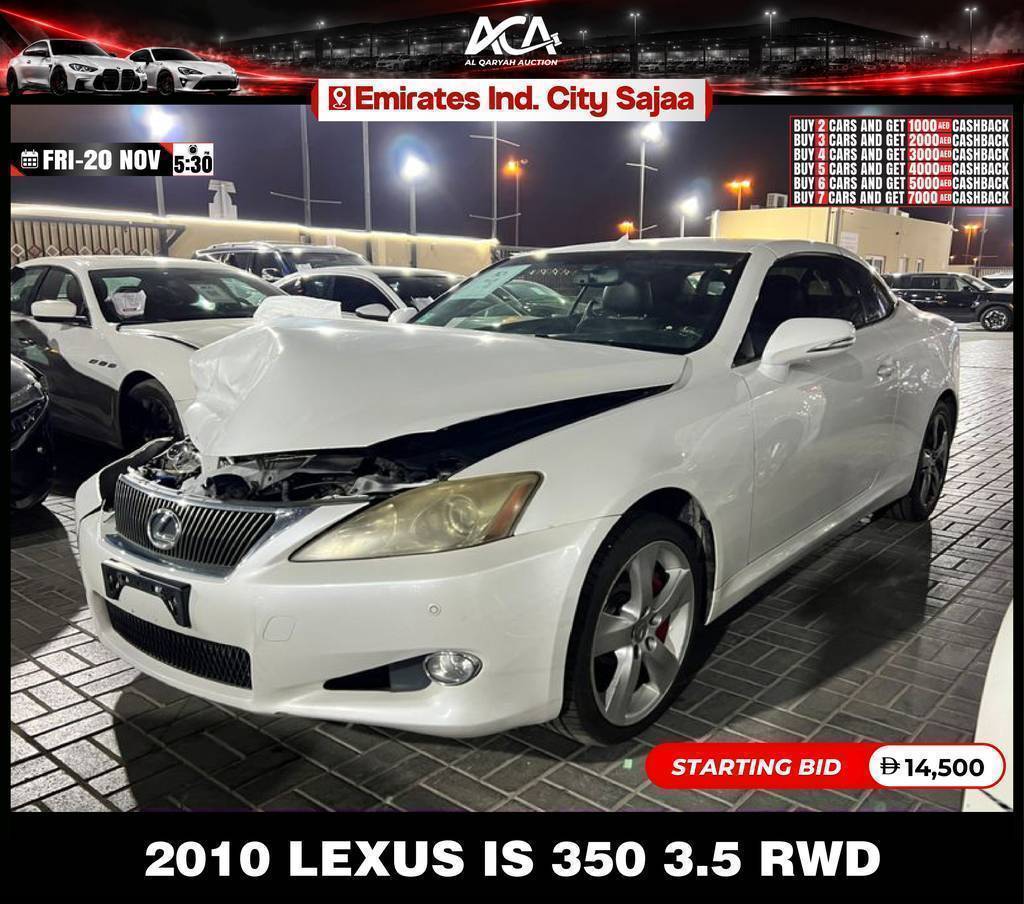 ACA
AL QARYAH AUCTION
Emirates Ind. City Sajaa
FRI-20 NOV 5:30
BUY 2 CARS AND GET 1000 AED CASHBACK
BUY 3 CARS AND GET 2000 AED CASHBACK
BUY 4 CARS AND GET 3000 AED CASHBACK
BUY 5 CARS AND GET 4000 AED CASHBACK
BUY 6 CARS AND GET 5000 AED CASHBACK
BUY 7 CARS AND GET 7000 AED CASHBACK
STARTING BID 14,500
2010 LEXUS IS 350 3.5 RWD